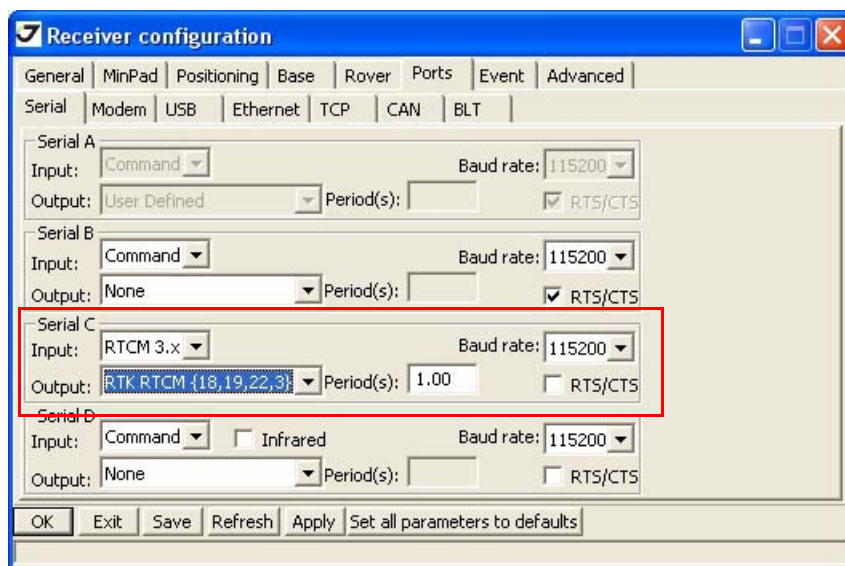 Receiver configuration
General MinPad Positioning Base Rover Ports Event Advanced
Serial Modem USB Ethernet TCP CAN BLT
Serial A
Input: Command Baud rate: 115200
Output: User Defined Period(s): RTS/CTS
Serial B
Input: Command Baud rate: 115200
Output: None Period(s): RTS/CTS
Serial C
Input: RTCM 3.x Baud rate: 115200
Output: RTK RTCM {18,19,22,3} Period(s): 1.00 RTS/CTS
Serial D
Input: Command Infrared Baud rate: 115200
Output: None Period(s): RTS/CTS
OK Exit Save Refresh Apply Set all parameters to defaults